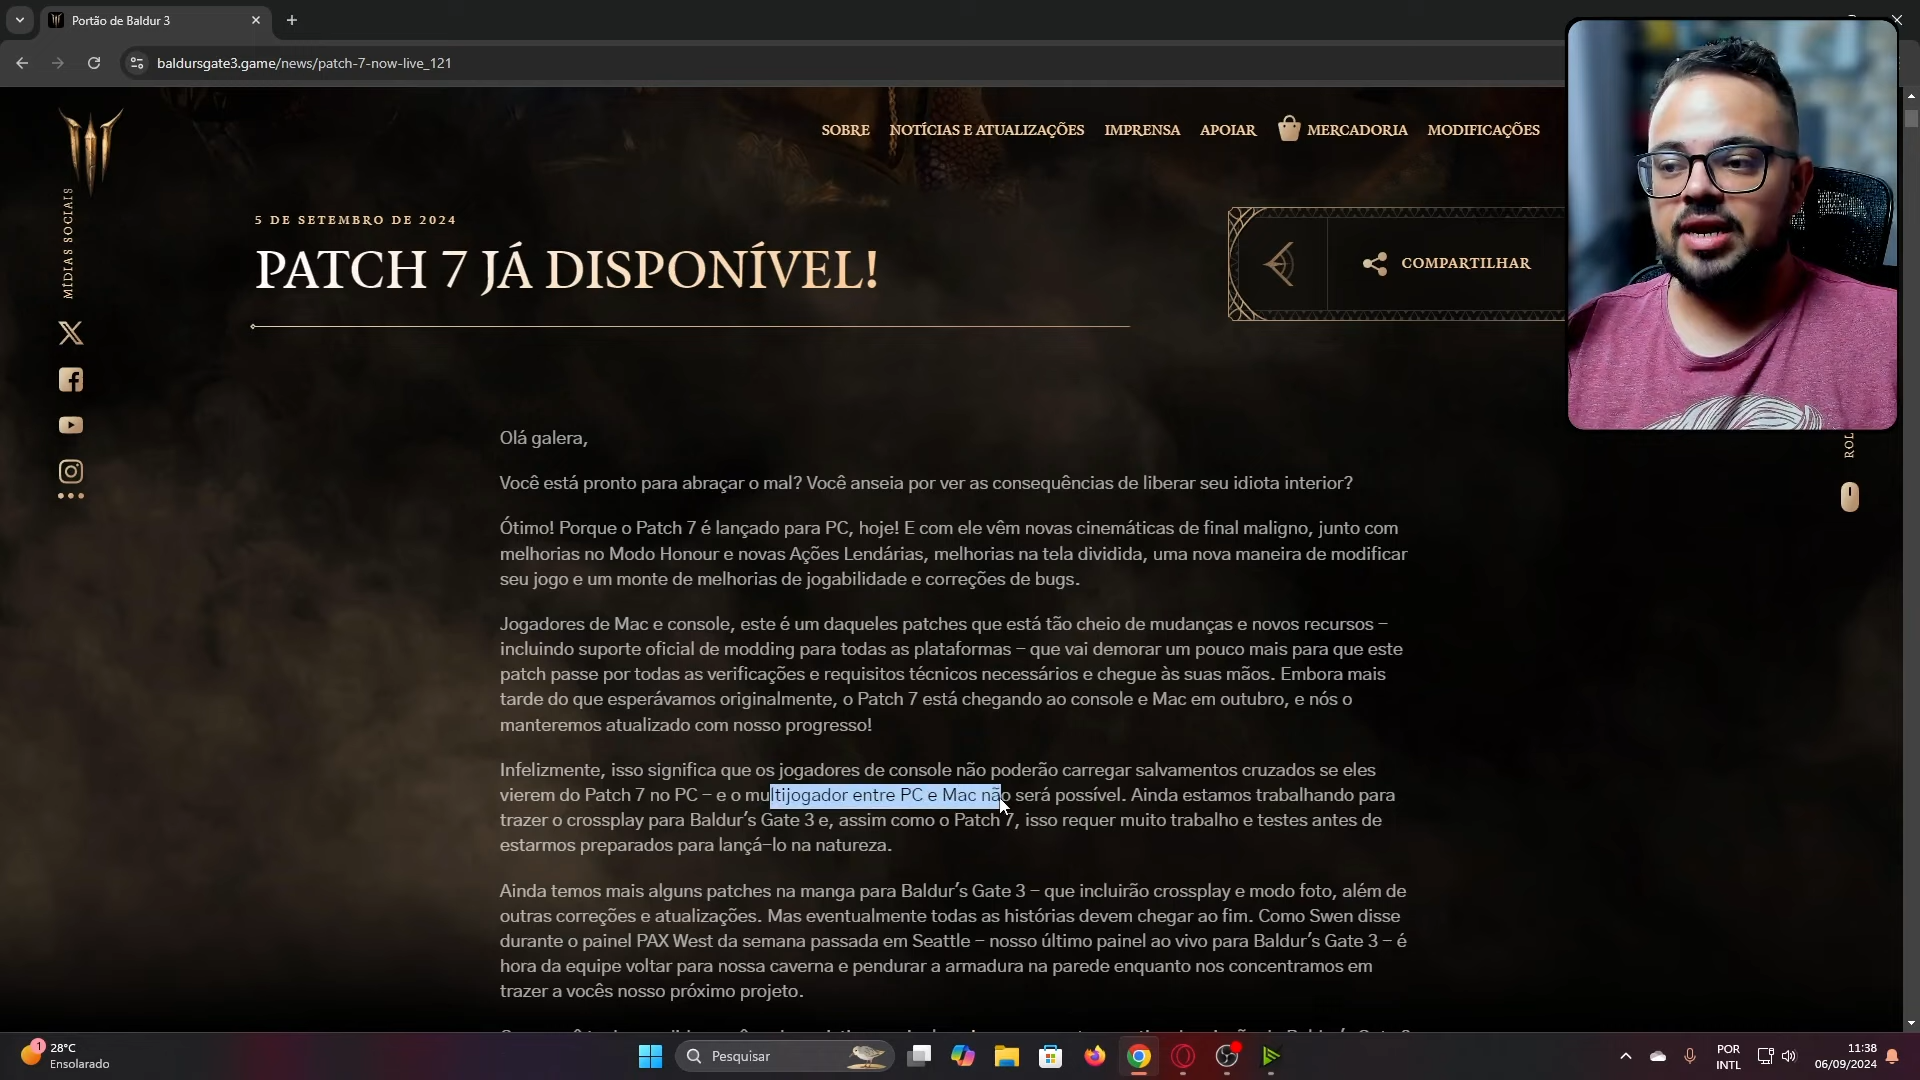 Portão de Baldur 3
baldursgate3.game/news/patch-7-now-live_121
SOBRE
NOTÍCIAS E ATUALIZAÇÕES
IMPRENSA
APOIAR
MERCADORIA
MODIFICAÇÕES
MÍDIAS SOCIAIS
5 DE SETEMBRO DE 2024
PATCH 7 JÁ DISPONÍVEL!
COMPARTILHAR
ROL
Olá galera,
Você está pronto para abraçar o mal? Você anseia por ver as consequências de liberar seu idiota interior?
Ótimo! Porque o Patch 7 é lançado para PC, hoje! E com ele vêm novas cinemáticas de final maligno, junto com
melhorias no Modo Honour e novas Ações Lendárias, melhorias na tela dividida, uma nova maneira de modificar
seu jogo e um monte de melhorias de jogabilidade e correções de bugs.
Jogadores de Mac e console, este é um daqueles patches que está tão cheio de mudanças e novos recursos –
incluindo suporte oficial de modding para todas as plataformas – que vai demorar um pouco mais para que este
patch passe por todas as verificações e requisitos técnicos necessários e chegue às suas mãos. Embora mais
tarde do que esperávamos originalmente, o Patch 7 está chegando ao console e Mac em outubro, e nós o
manteremos atualizado com nosso progresso!
Infelizmente, isso significa que os jogadores de console não poderão carregar salvamentos cruzados se eles
vierem do Patch 7 no PC – e o multijogador entre PC e Mac não será possível. Ainda estamos trabalhando para
trazer o crossplay para Baldur's Gate 3 e, assim como o Patch 7, isso requer muito trabalho e testes antes de
estarmos preparados para lançá-lo na natureza.
Ainda temos mais alguns patches na manga para Baldur's Gate 3 – que incluirão crossplay e modo foto, além de
outras correções e atualizações. Mas eventualmente todas as histórias devem chegar ao fim. Como Swen disse
durante o painel PAX West da semana passada em Seattle – nosso último painel ao vivo para Baldur's Gate 3 – é
hora da equipe voltar para nossa caverna e pendurar a armadura na parede enquanto nos concentramos em
trazer a vocês nosso próximo projeto.
1
28°C
Ensolarado
Pesquisar
POR
INTL
11:38
06/09/2024